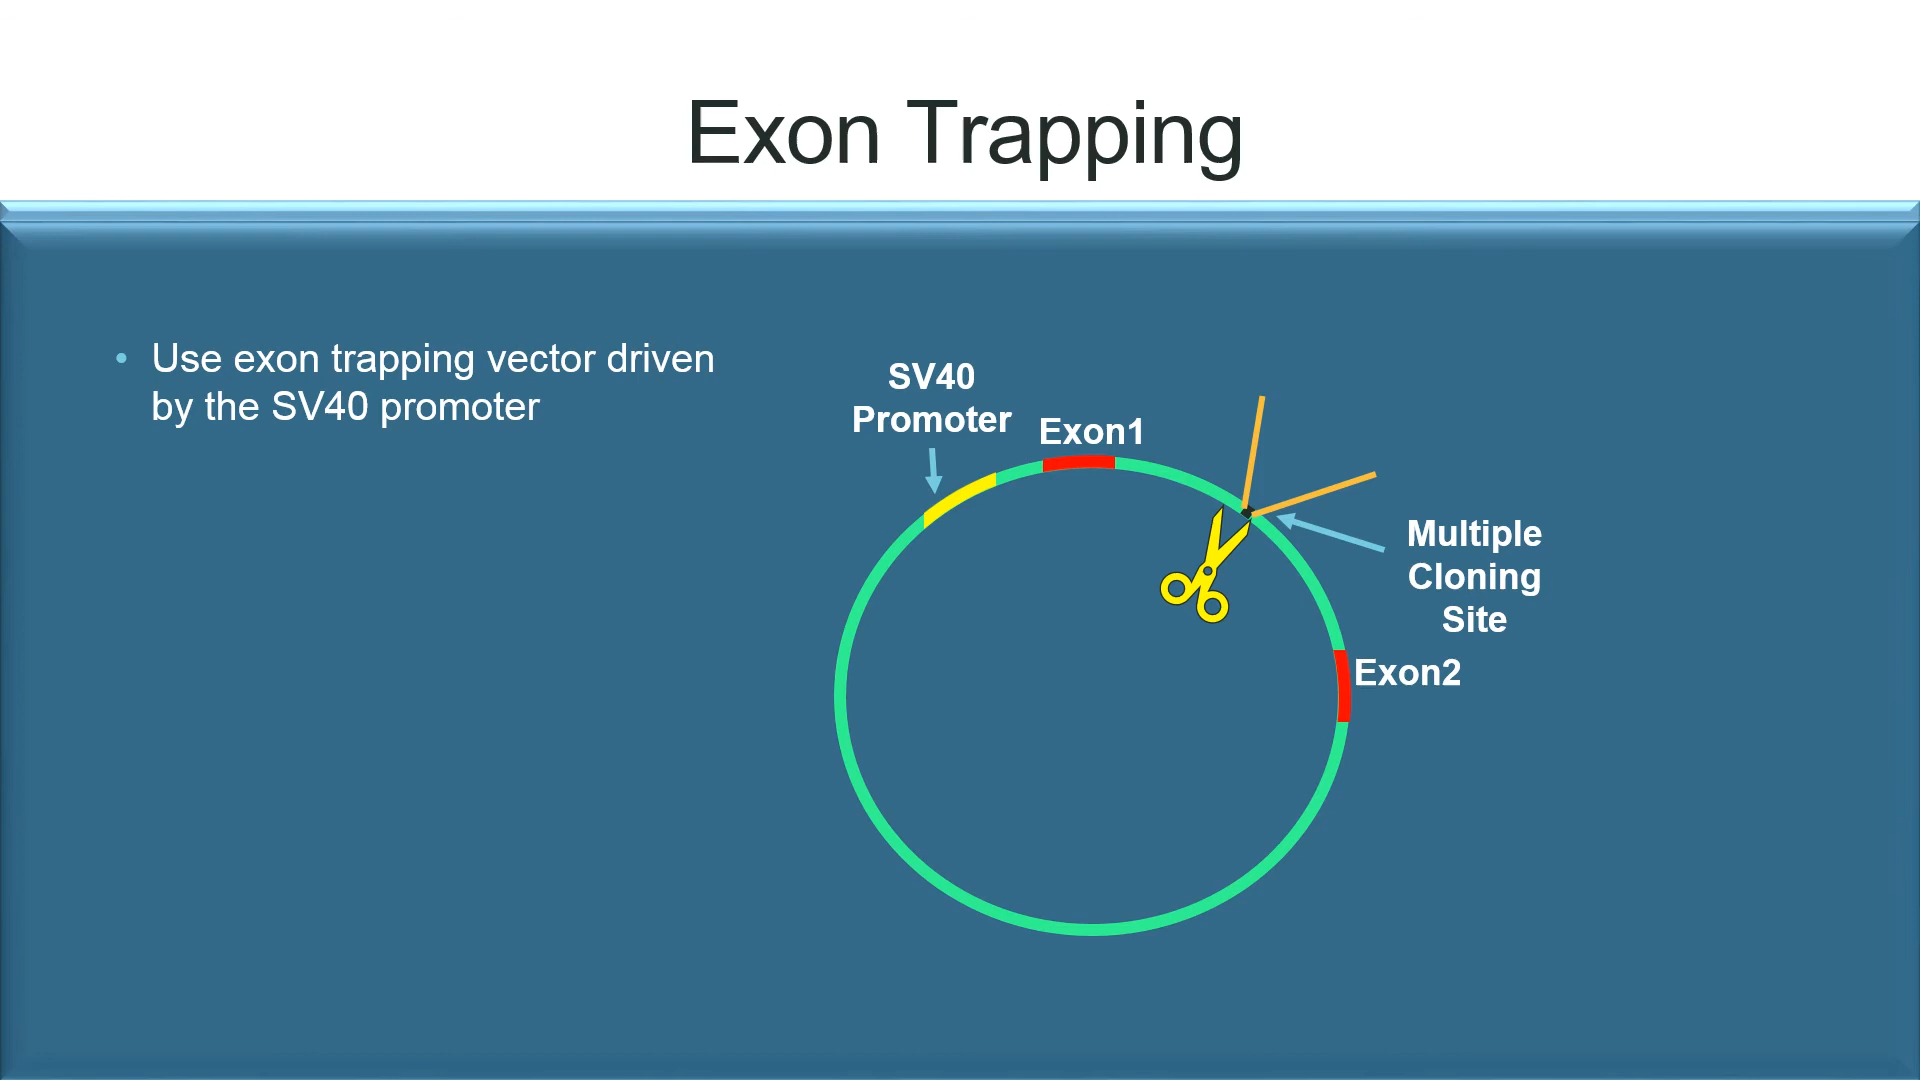 Exon Trapping
• Use exon trapping vector driven
by the SV40 promoter
SV40
Promoter
Exon1
Multiple
Cloning
Site
Exon2